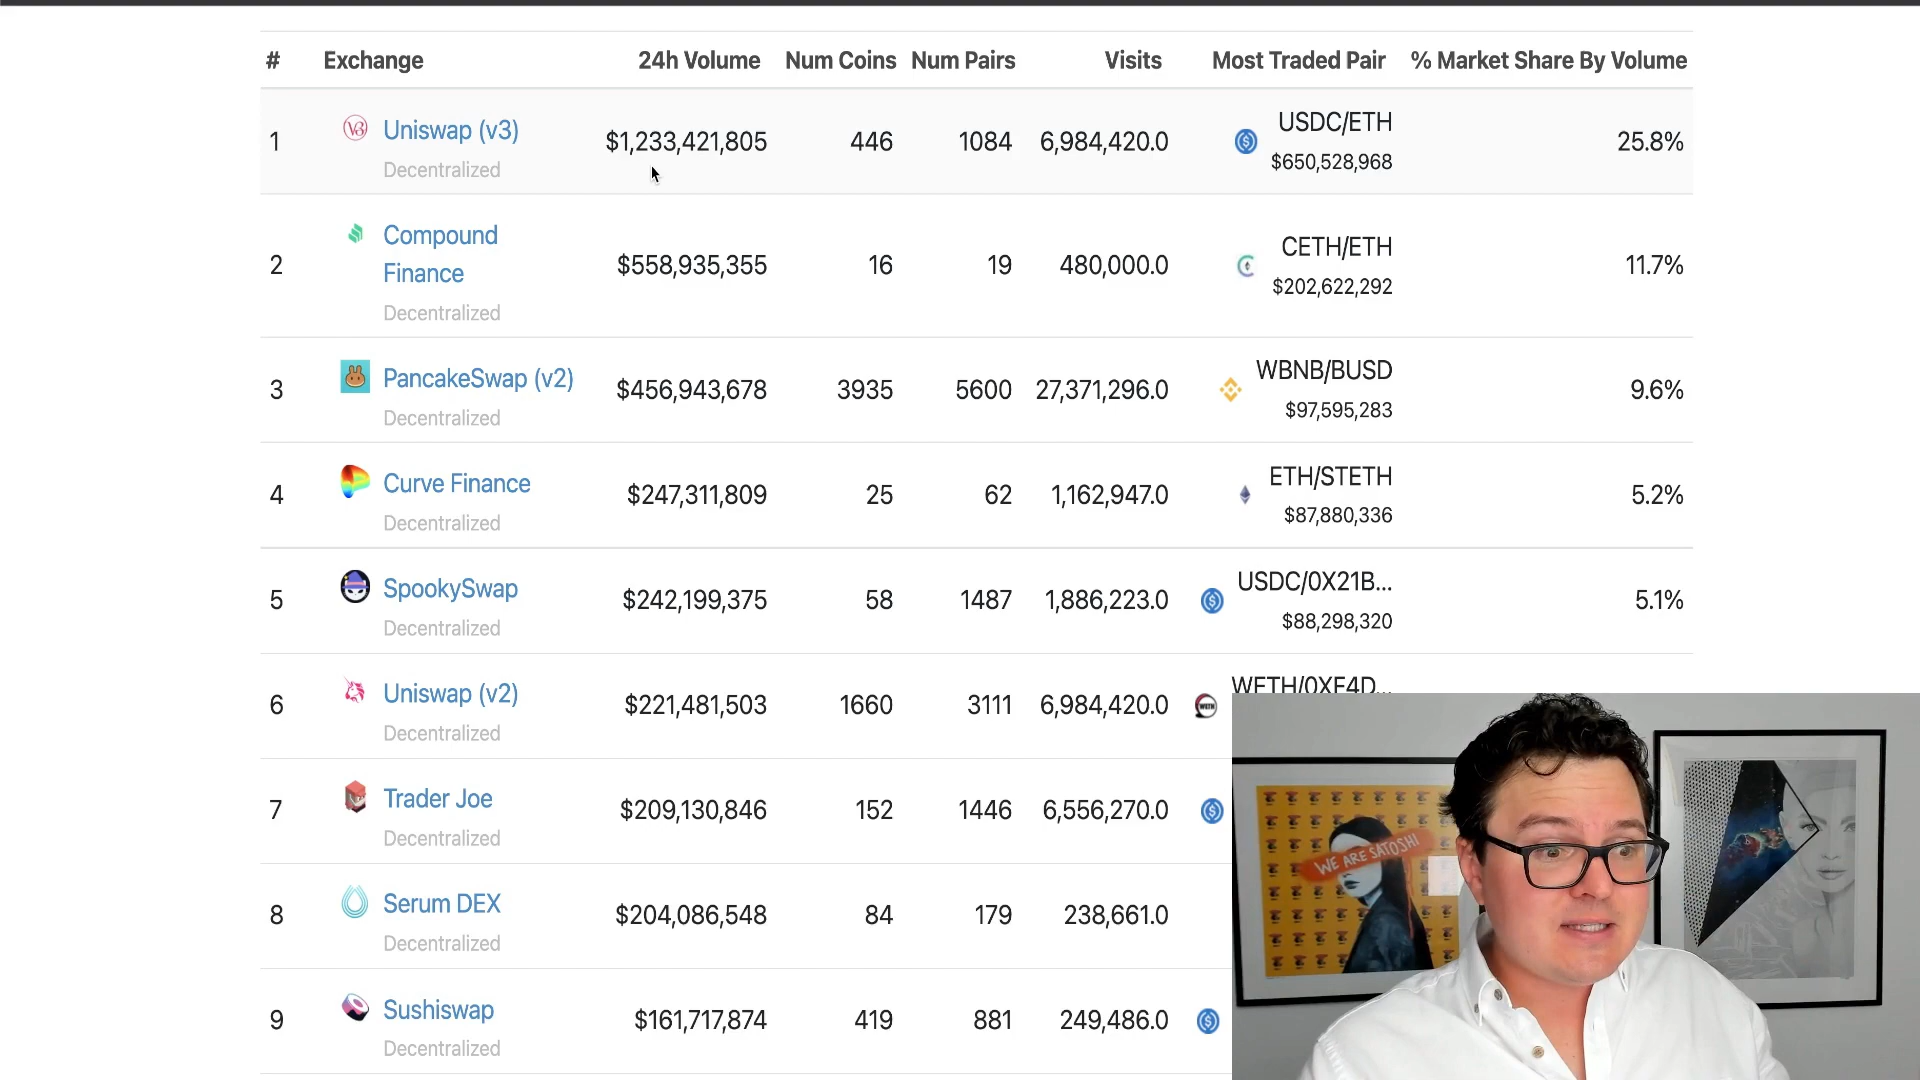 # Exchange 24h Volume Num Coins Num Pairs Visits Most Traded Pair % Market Share By Volume
1 Uniswap (v3) $1,233,421,805 446 1084 6,984,420.0 USDC/ETH 25.8%
Decentralized $650,528,968
2 Compound Finance $558,935,355 16 19 480,000.0 CETH/ETH 11.7%
Decentralized $202,622,292
3 PancakeSwap (v2) $456,943,678 3935 5600 27,371,296.0 WBNB/BUSD 9.6%
Decentralized $97,595,283
4 Curve Finance $247,311,809 25 62 1,162,947.0 ETH/STETH 5.2%
Decentralized $87,880,336
5 SpookySwap $242,199,375 58 1487 1,886,223.0 USDC/0X21B... 5.1%
Decentralized $88,298,320
6 Uniswap (v2) $221,481,503 1660 3111 6,984,420.0 WETH/0XF4D...
Decentralized
7 Trader Joe $209,130,846 152 1446 6,556,270.0
Decentralized
8 Serum DEX $204,086,548 84 179 238,661.0
Decentralized
9 Sushiswap $161,717,874 419 881 249,486.0
Decentralized
WE ARE SATOSHI